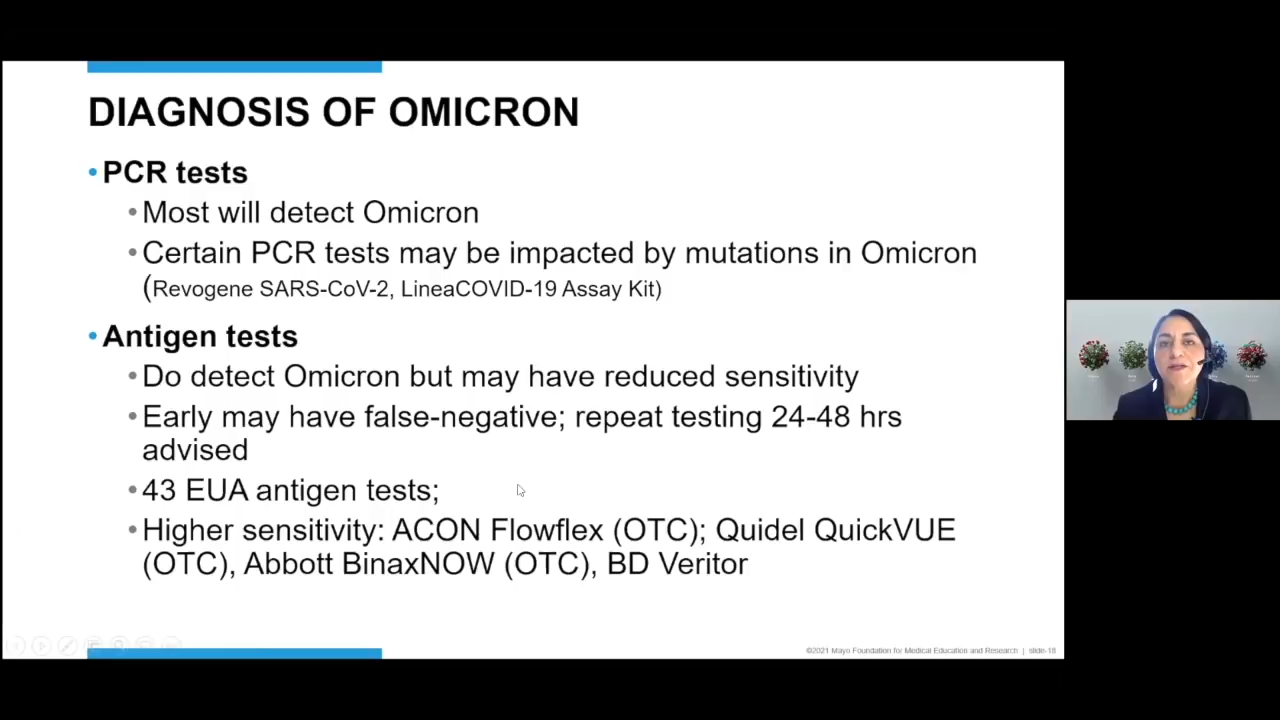 DIAGNOSIS OF OMICRON
•PCR tests
•Most will detect Omicron
•Certain PCR tests may be impacted by mutations in Omicron
(Revogene SARS-CoV-2, LineaCOVID-19 Assay Kit)
•Antigen tests
•Do detect Omicron but may have reduced sensitivity
•Early may have false-negative; repeat testing 24-48 hrs
advised
•43 EUA antigen tests;
•Higher sensitivity: ACON Flowflex (OTC); Quidel QuickVUE
(OTC), Abbott BinaxNOW (OTC), BD Veritor
©2021 Mayo Foundation for Medical Education and Research | slide-18